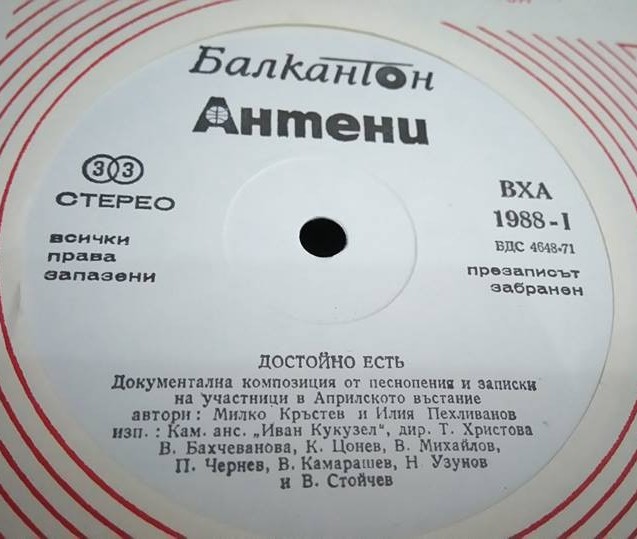 Балкантон
Антени
33
СТЕРЕО
всички
права
запазени
ВХА
1988-I
БДС 4648-71
презаписът
забранен
ДОСТОЙНО ЕСТЬ
Документална композиция от песнопения и записки
на участници в Априлското въстание
автори : Милко Кръстев и Илия Пехливанов
изп. : Кам. анс. „Иван Кукузел", дир. Т. Христова
В. Бахчеванова, К. Цонев, В. Михайлов,
П. Чернев, В. Камарашев, Н Узунов
и В. Стойчев